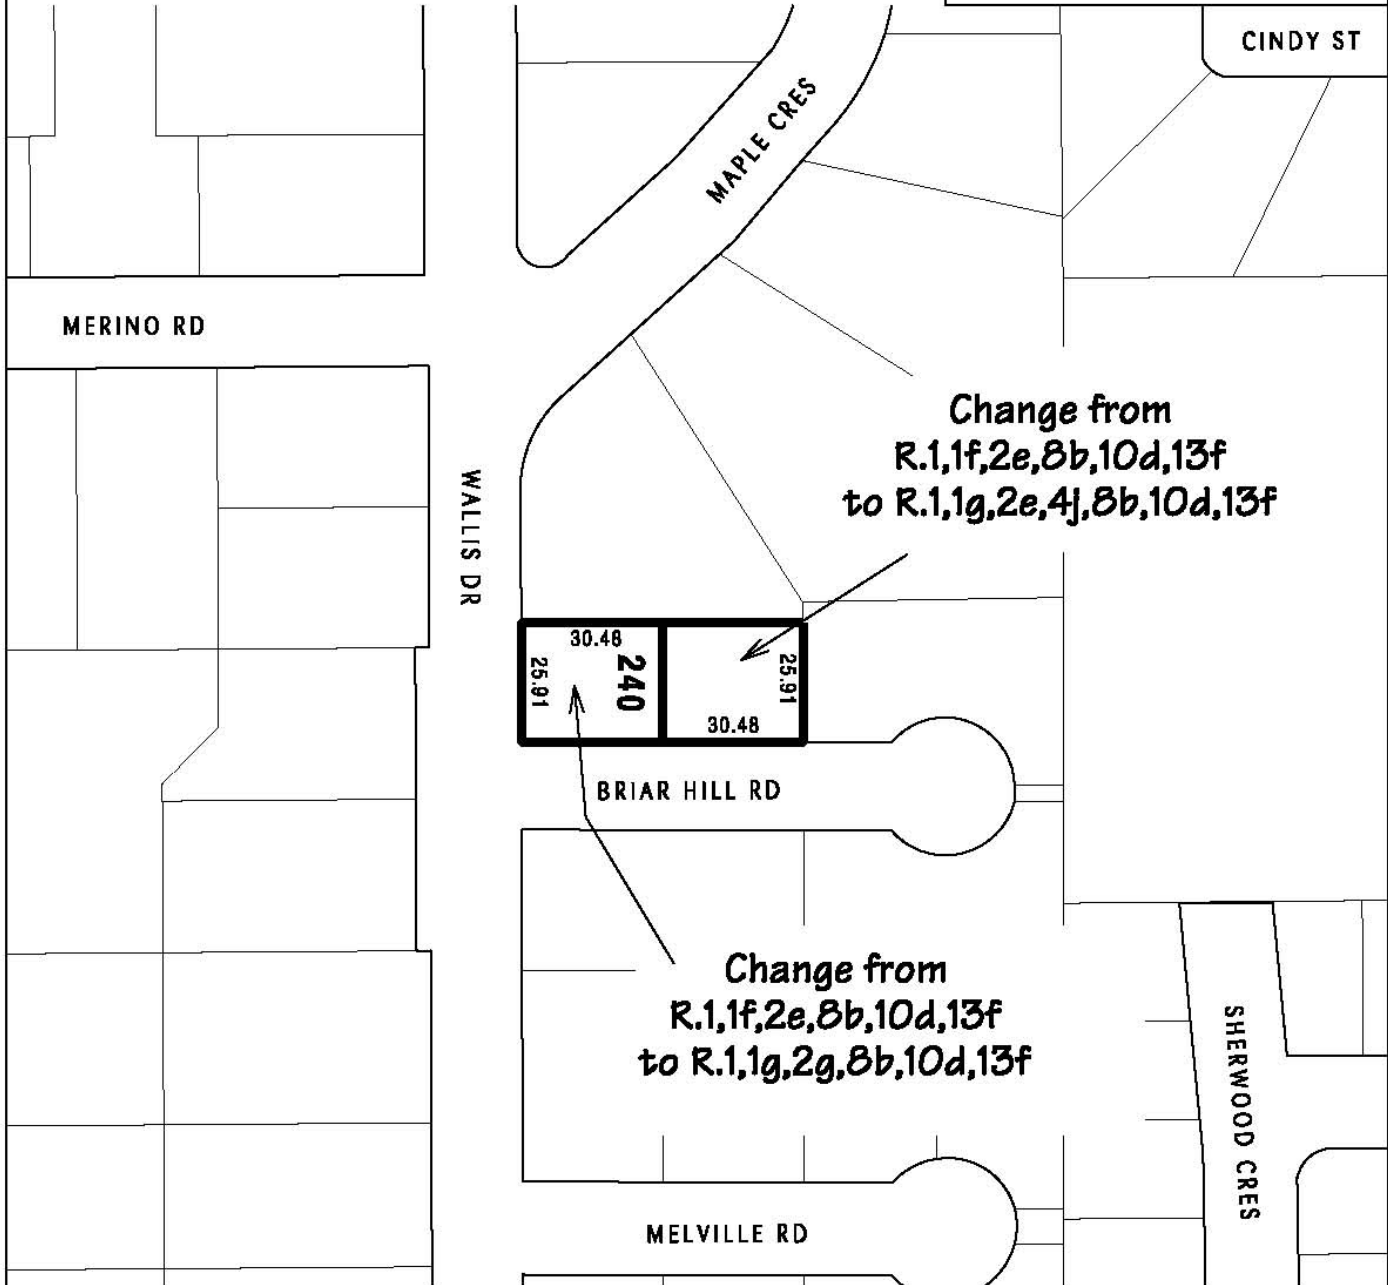 CINDY ST
MAPLE CRES
MERINO RD
Change from
R.1,1f,2e,8b,10d,13f
to R.1,1g,2e,4j,8b,10d,13f
WALLIS DR
30.48
25.91
240
25.91
30.48
BRIAR HILL RD
Change from
R.1,1f,2e,8b,10d,13f
to R.1,1g,2g,8b,10d,13f
SHERWOOD CRES
MELVILLE RD